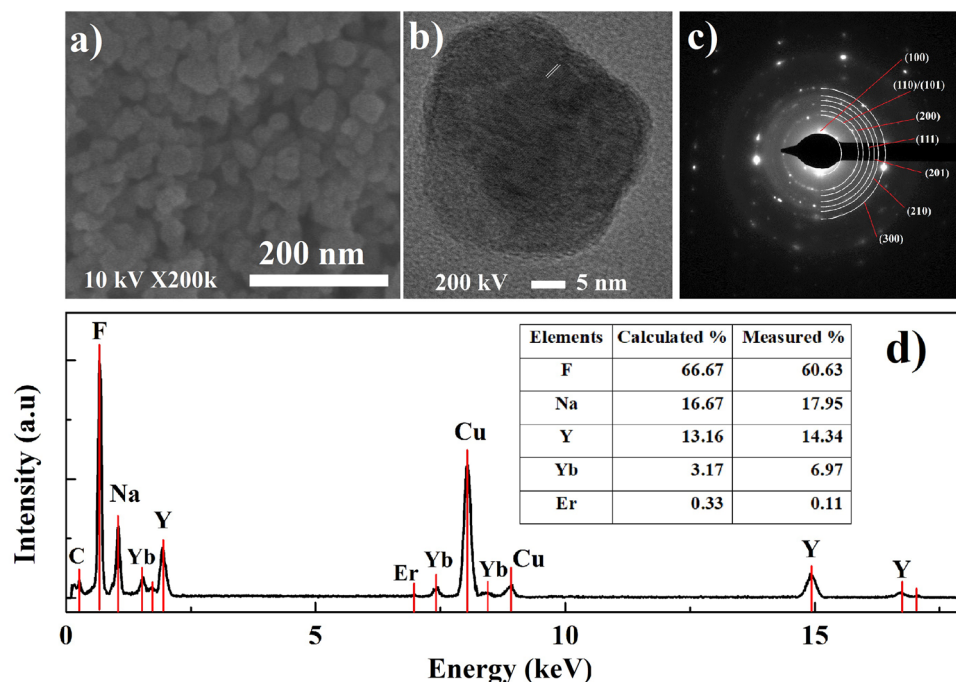 a)
200 nm
10 kV X200k
b)
200 kV
5 nm
c)
(100)
(110)/(101)
(200)
(111)
(201)
(210)
(300)
d)
Elements Calculated % Measured %
F 66.67 60.63
Na 16.67 17.95
Y 13.16 14.34
Yb 3.17 6.97
Er 0.33 0.11
F
Na
C
Yb
Y
Er
Yb
Cu
Yb
Cu
Y
Y
Intensity (a.u)
0 5 10 15
Energy (keV)